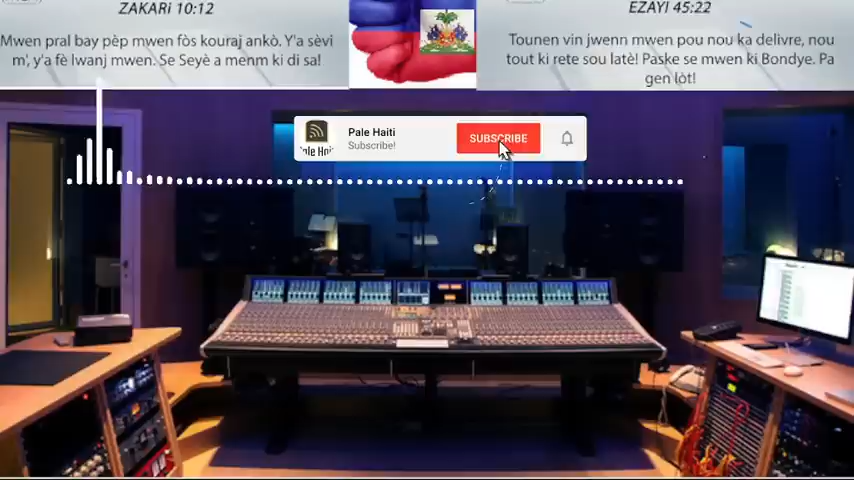 ZAKARi 10:12
Mwen pral bay pèp mwen fòs kouraj ankò. Y'a sèvi
m', y'a fè lwanj mwen. Se Seyè a menm ki di sa!
EZAYI 45:22
Tounen vin jwenn mwen pou nou ka delivre, nou
tout ki rete sou latè! Paske se mwen ki Bondye. Pa
gen lòt!
Pale Haiti
Subscribe!
SUBSCRIBE